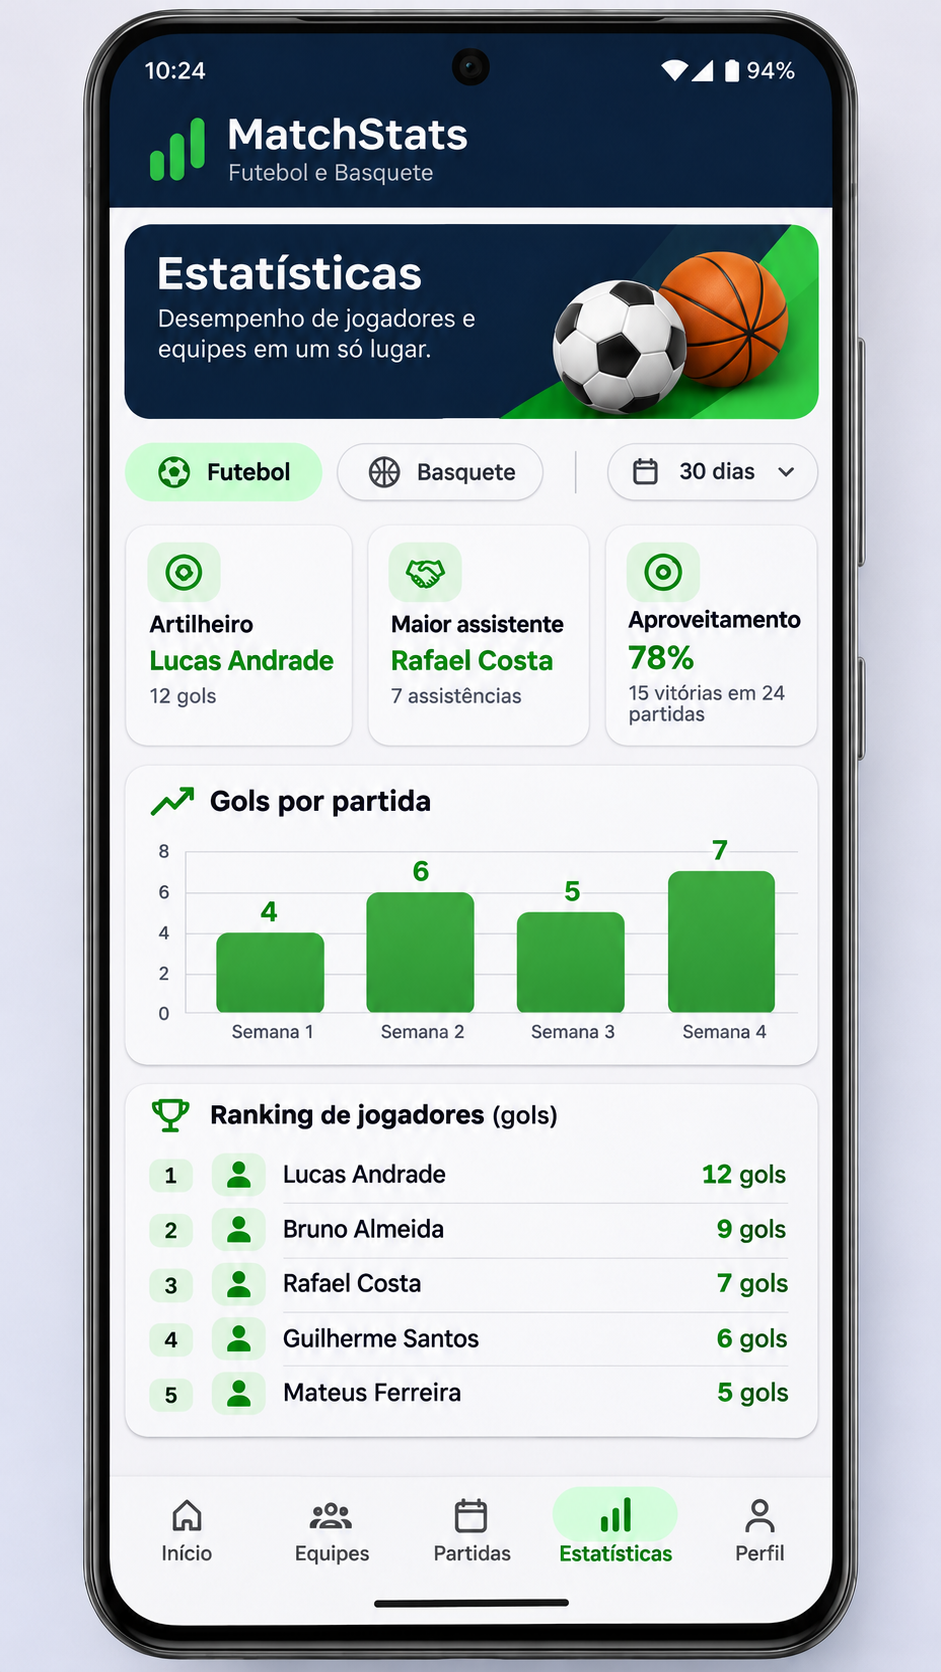 10:24
94%
MatchStats
Futebol e Basquete
Estatísticas
Desempenho de jogadores e
equipes em um só lugar.
Futebol
Basquete
30 dias
Artilheiro
Lucas Andrade
12 gols
Maior assistente
Rafael Costa
7 assistências
Aproveitamento
78%
15 vitórias em 24
partidas
Gols por partida
8
6
4
2
0
4
6
5
7
Semana 1
Semana 2
Semana 3
Semana 4
Ranking de jogadores (gols)
1 Lucas Andrade 12 gols
2 Bruno Almeida 9 gols
3 Rafael Costa 7 gols
4 Guilherme Santos 6 gols
5 Mateus Ferreira 5 gols
Início
Equipes
Partidas
Estatísticas
Perfil